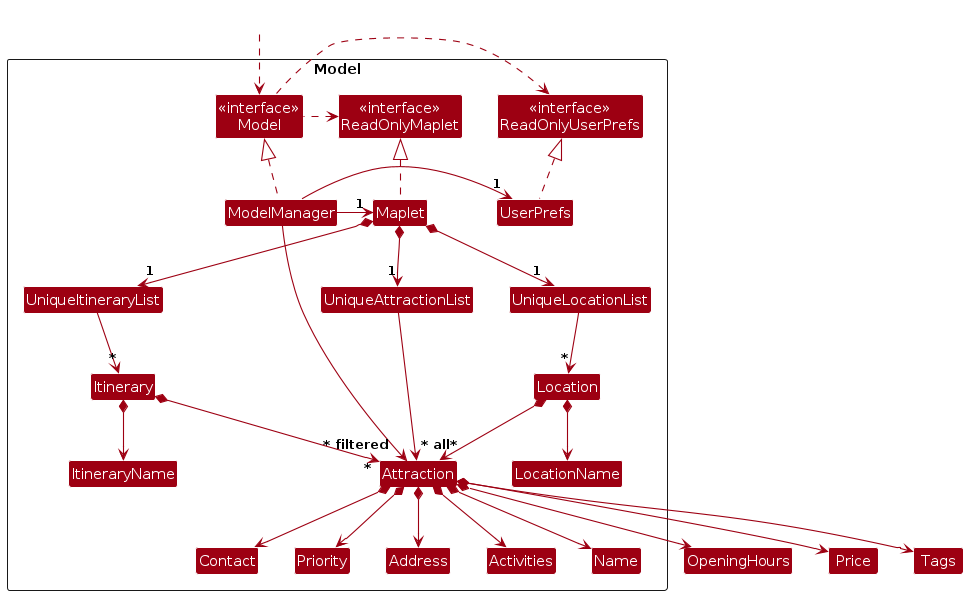 Model
«interface»
Model
«interface»
ReadOnlyMaplet
«interface»
ReadOnlyUserPrefs
1
1
ModelManager
Maplet
UserPrefs
1
1
1
UniqueItineraryList
UniqueAttractionList
UniqueLocationList
*
*
Itinerary
Location
* filtered
* all
*
*
ItineraryName
Attraction
LocationName
Contact
Priority
Address
Activities
Name
OpeningHours
Price
Tags